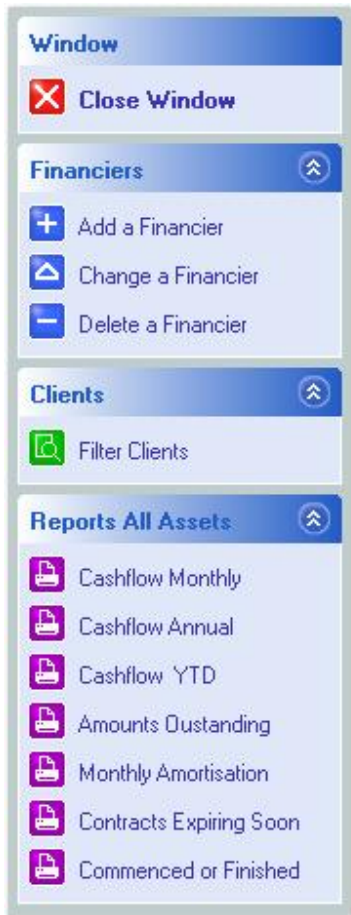 Window
Close Window
Financiers
Add a Financier
Change a Financier
Delete a Financier
Clients
Filter Clients
Reports All Assets
Cashflow Monthly
Cashflow Annual
Cashflow YTD
Amounts Oustanding
Monthly Amortisation
Contracts Expiring Soon
Commenced or Finished